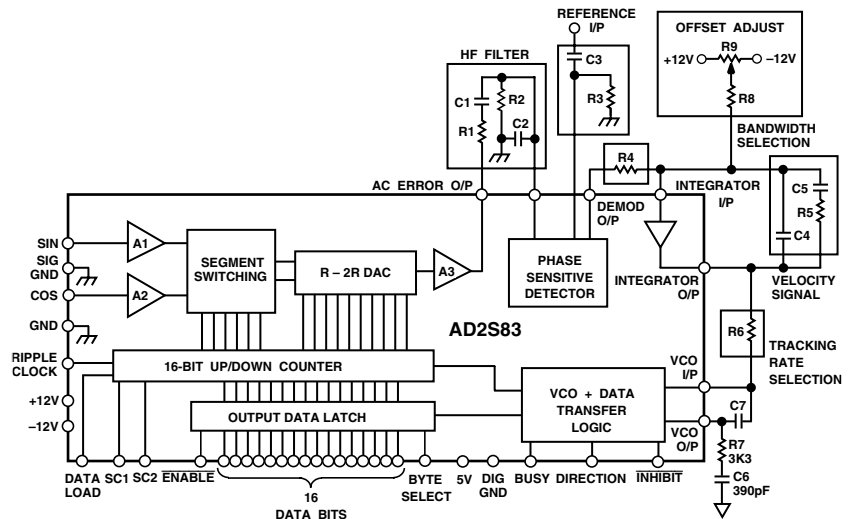 REFERENCE
I/P
OFFSET ADJUST
R9
+12V
–12V
R8
HF FILTER
C3
R3
C1
R2
R1
C2
BANDWIDTH
SELECTION
R4
AC ERROR O/P
DEMOD
O/P
INTEGRATOR
I/P
C5
R5
C4
SIN
SIG
GND
COS
GND
RIPPLE
CLOCK
+12V
–12V
A1
A2
SEGMENT
SWITCHING
R – 2R DAC
A3
PHASE
SENSITIVE
DETECTOR
INTEGRATOR
O/P
VELOCITY
SIGNAL
AD2S83
R6
TRACKING
RATE
SELECTION
16-BIT UP/DOWN COUNTER
OUTPUT DATA LATCH
VCO + DATA
TRANSFER
LOGIC
VCO
I/P
VCO
O/P
C7
R7
3K3
C6
390pF
DATA
LOAD
SC1
SC2
ENABLE
16
DATA BITS
BYTE
SELECT
5V
DIG
GND
BUSY
DIRECTION
INHIBIT